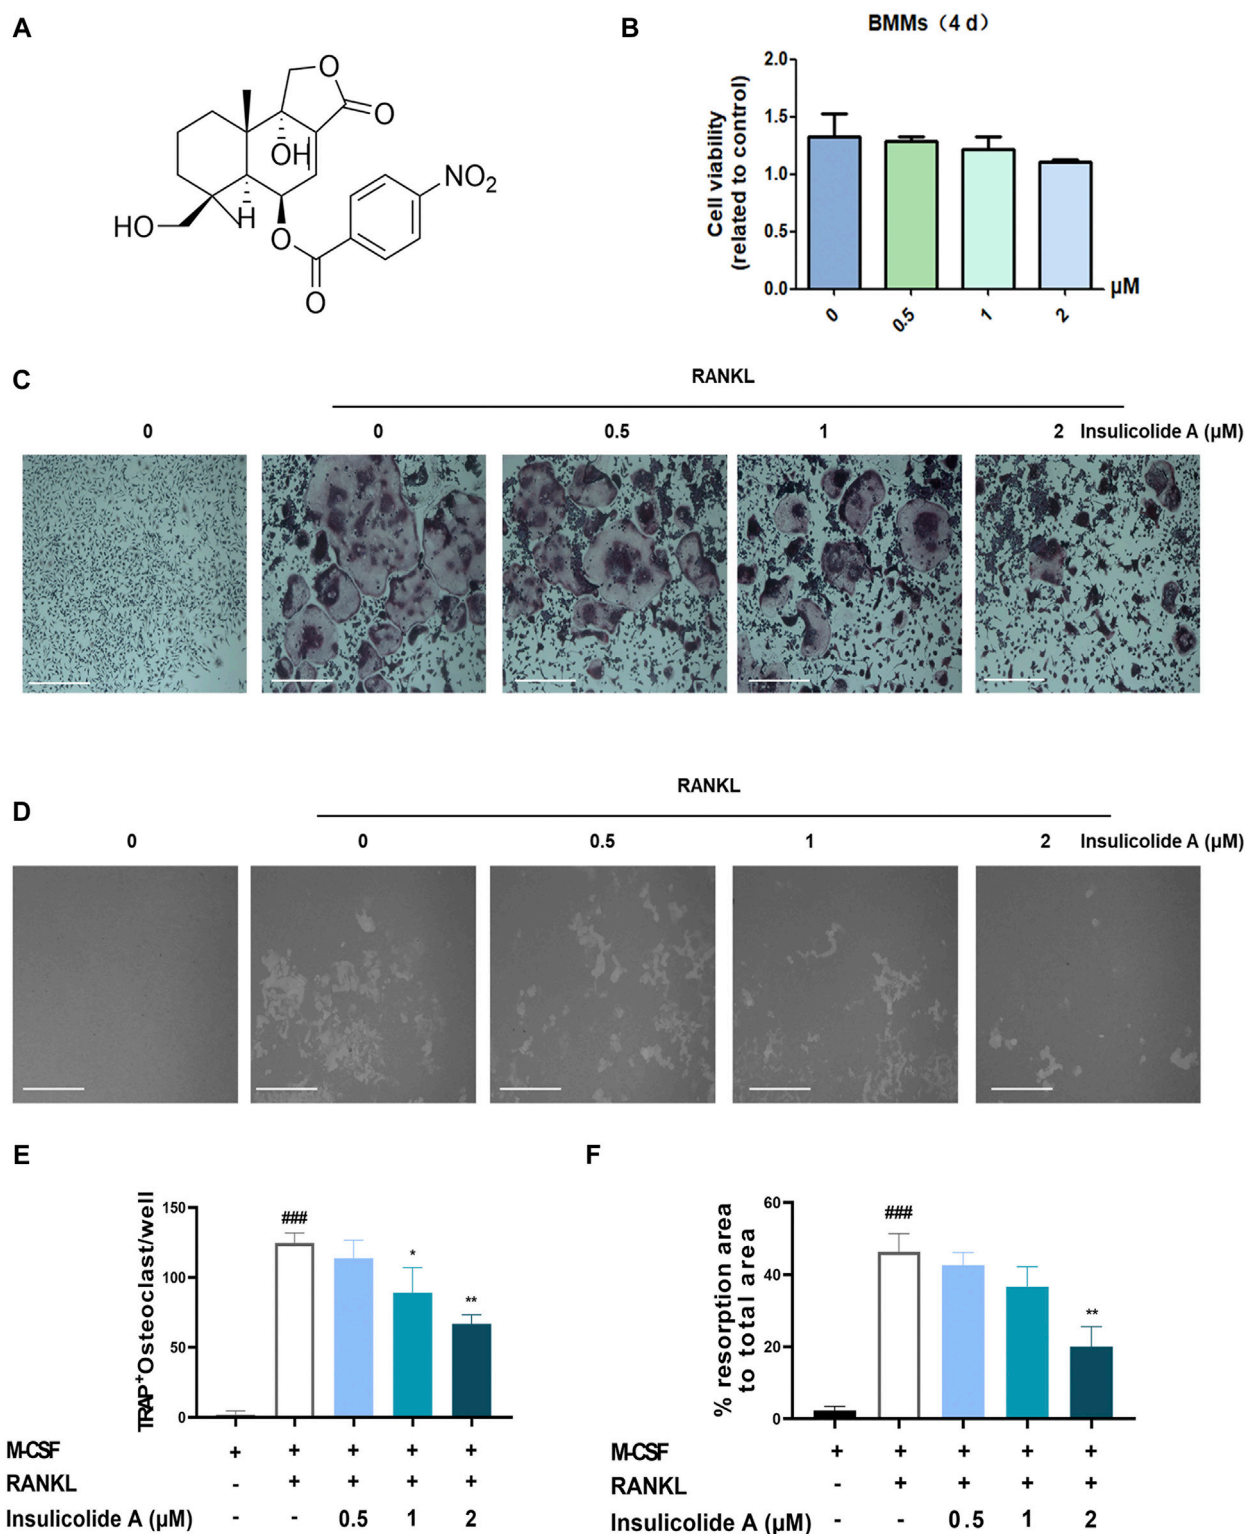 A
O
O
OH
H
HO
O
O
NO2
B
BMMs（4 d）
Cell viability
(related to control)
2.0
1.5
1.0
0.5
0.0
0
0.5
1
2
µM
C
RANKL
0
0
0.5
1
2
Insulicolide A (µM)
D
RANKL
0
0
0.5
1
2
Insulicolide A (µM)
E
TRAP+Osteoclast/well
150
100
50
0
###
*
**
M-CSF + + + + +
RANKL - + + + +
Insulicolide A (µM) - - 0.5 1 2
F
% resorption area
to total area
60
40
20
0
###
**
M-CSF + + + + +
RANKL - + + + +
Insulicolide A (µM) - - 0.5 1 2